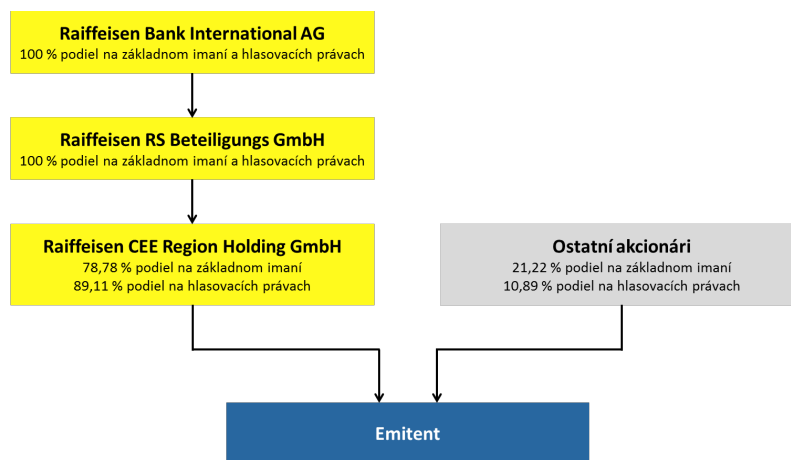 Raiffeisen Bank International AG
100 % podiel na základnom imaní a hlasovacích právach
Raiffeisen RS Beteiligungs GmbH
100 % podiel na základnom imaní a hlasovacích právach
Raiffeisen CEE Region Holding GmbH
78,78 % podiel na základnom imaní
89,11 % podiel na hlasovacích právach
Ostatní akcionári
21,22 % podiel na základnom imaní
10,89 % podiel na hlasovacích právach
Emitent